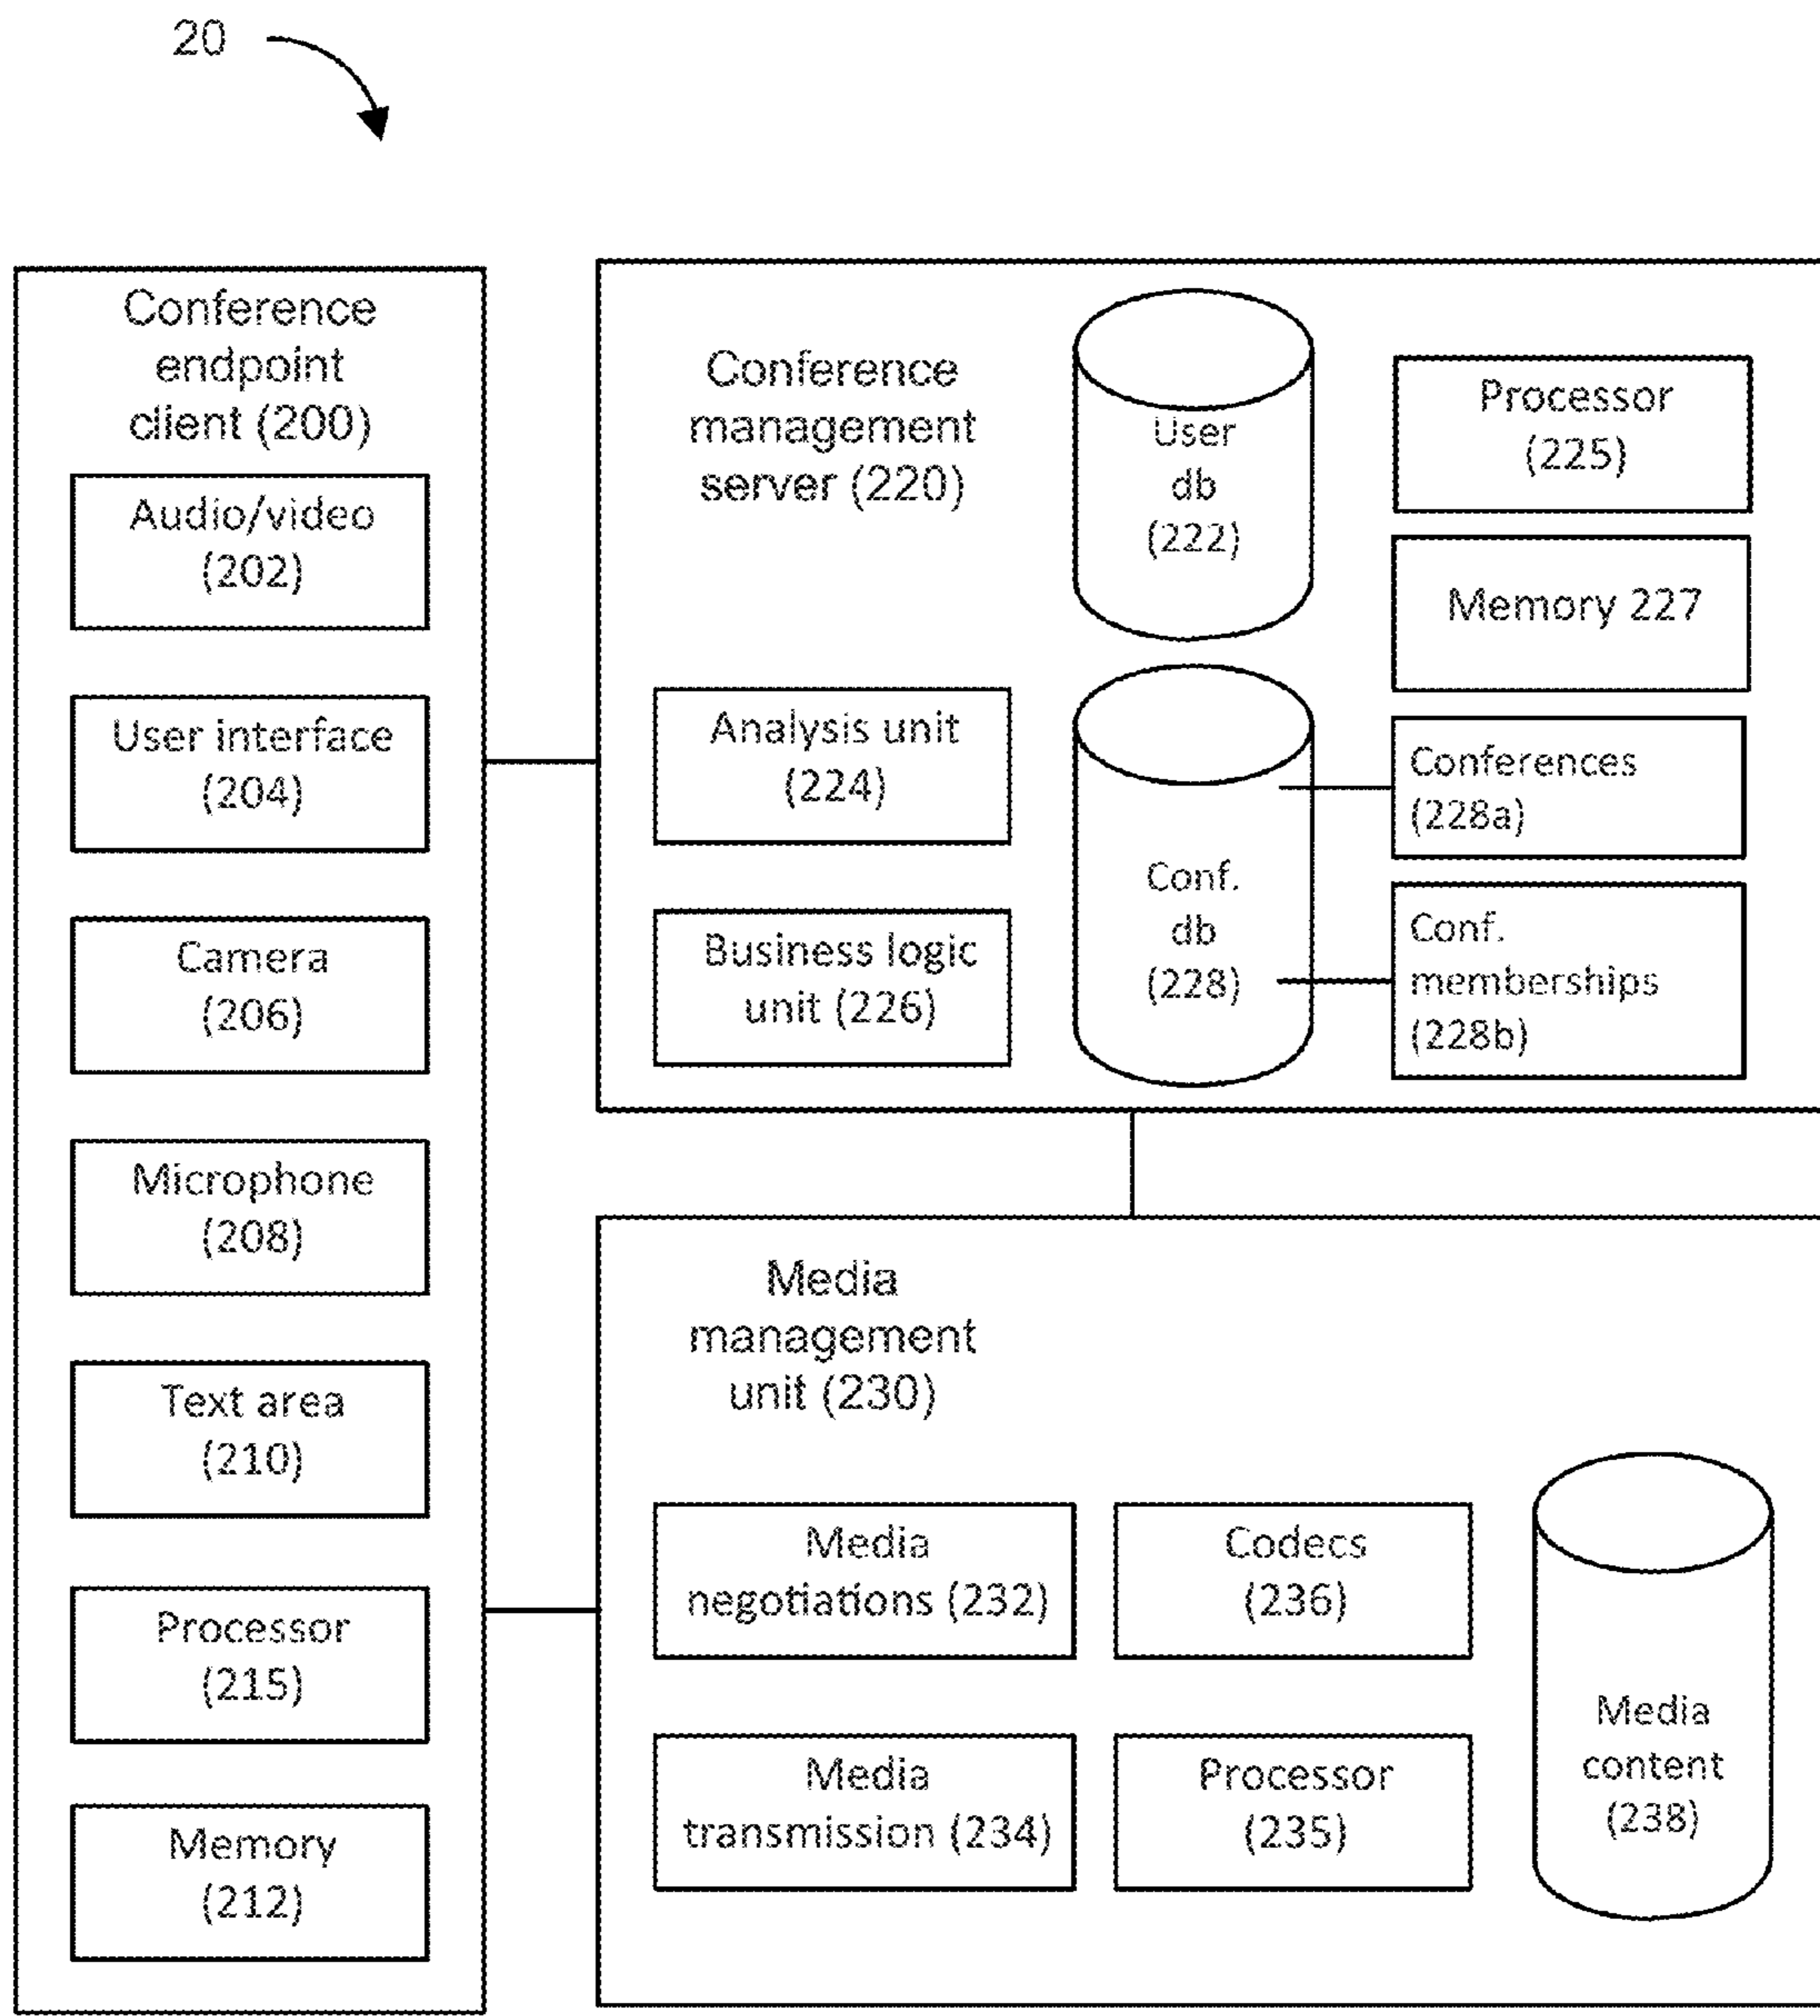 20
Conference
endpoint
client (200)
Audio/video
(202)
User interface
(204)
Camera
(206)
Microphone
(208)
Text area
(210)
Processor
(215)
Memory
(212)
Conference
management
server (220)
User
db
(222)
Processor
(225)
Memory 227
Analysis unit
(224)
Business logic
unit (226)
Conf.
db
(228)
Conferences
(228a)
Conf.
memberships
(228b)
Media
management
unit (230)
Media
negotiations (232)
Codecs
(236)
Media
transmission (234)
Processor
(235)
Media
content
(238)